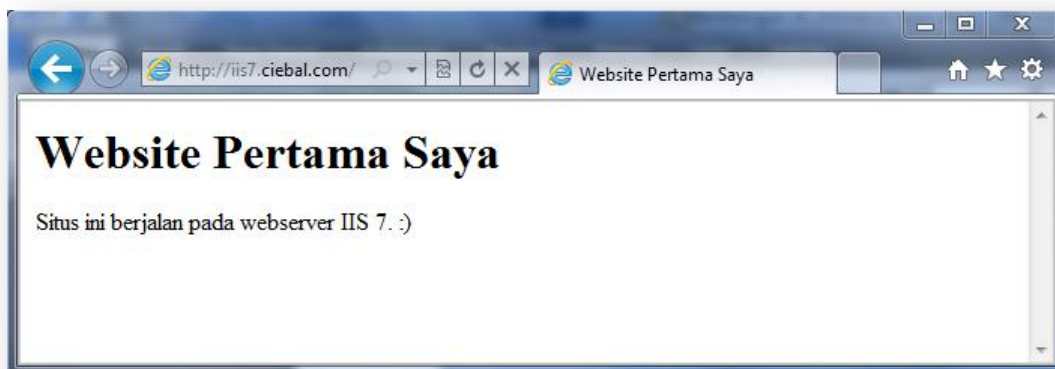 http://iis7.ciebal.com/
Website Pertama Saya
Website Pertama Saya
Situs ini berjalan pada webserver IIS 7. :)